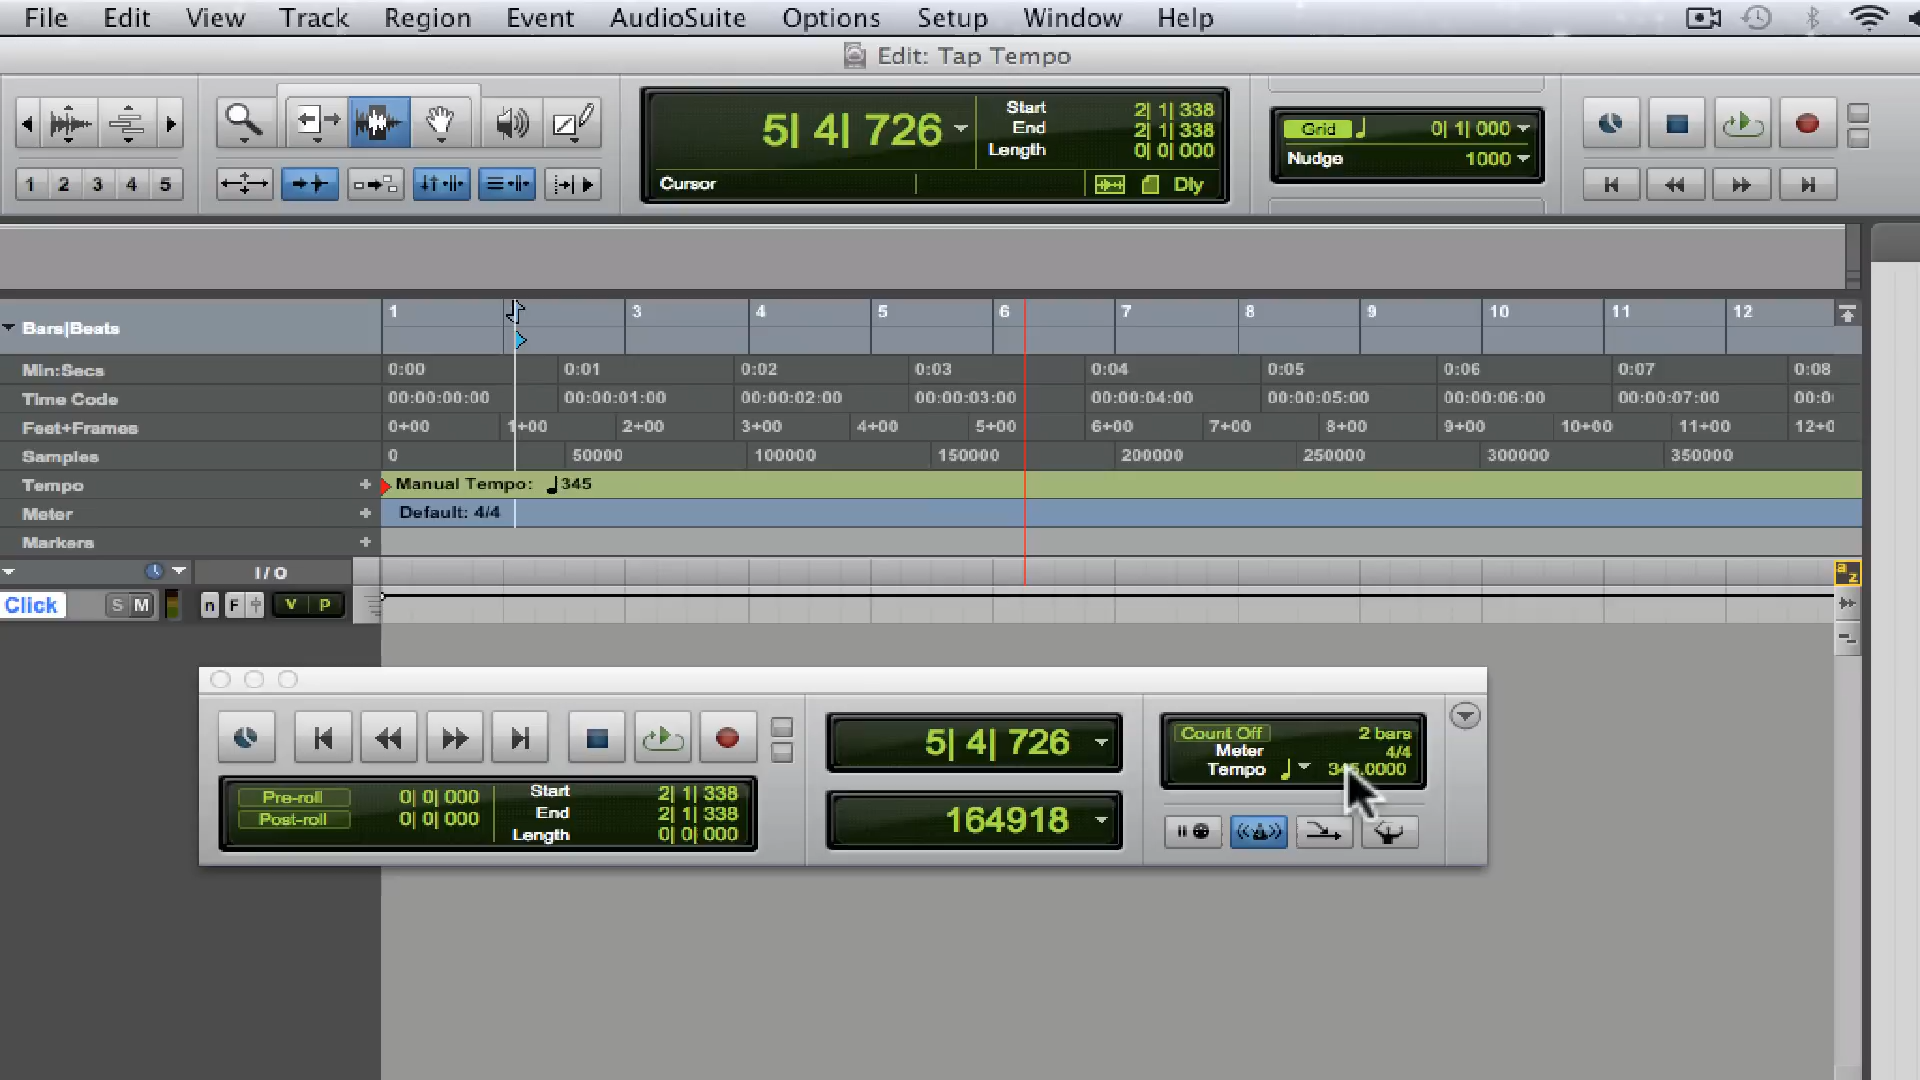 File Edit View Track Region Event AudioSuite Options Setup Window Help
Edit: Tap Tempo
5| 4| 726
Start 2| 1| 338
End 2| 1| 338
Length 0| 0| 000
Cursor
Dly
Grid 0| 1| 000
Nudge 1000
1 2 3 4 5
Bars|Beats 1 3 4 5 6 7 8 9 10 11 12
Min:Secs 0:00 0:01 0:02 0:03 0:04 0:05 0:06 0:07 0:08
Time Code 00:00:00:00 00:00:01:00 00:00:02:00 00:00:03:00 00:00:04:00 00:00:05:00 00:00:06:00 00:00:07:00 00:0
Feet+Frames 0+00 1+00 2+00 3+00 4+00 5+00 6+00 7+00 8+00 9+00 10+00 11+00 12+0
Samples 0 50000 100000 150000 200000 250000 300000 350000
Tempo + Manual Tempo: 345
Meter + Default: 4/4
Markers +
I/O
a z
Click S M n F V P
5| 4| 726
Count Off 2 bars
Meter 4/4
Tempo
Pre-roll 0| 0| 000
Post-roll 0| 0| 000
Start 2| 1| 338
End 2| 1| 338
Length 0| 0| 000
164918